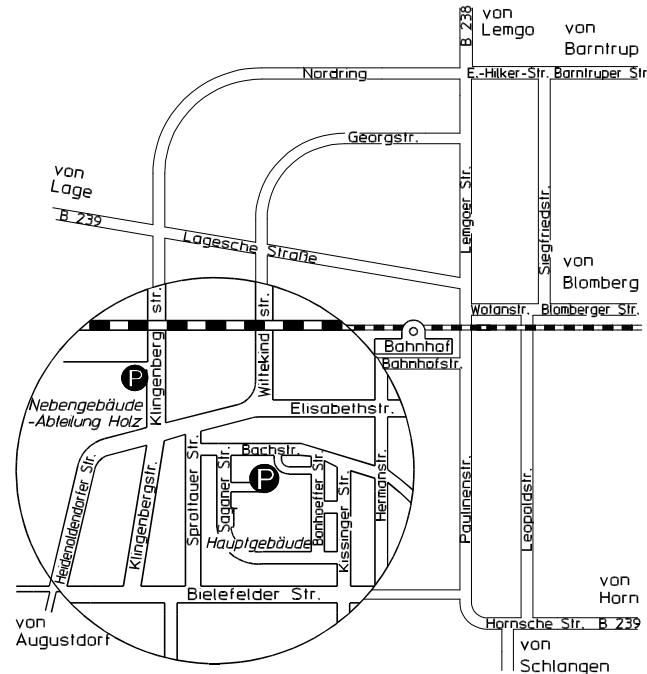 B 238
von
Lemgo
von
Barntrup
Nordring
E.-Hilker-Str.
Barntruper Str
Georgstr.
von
Lage
B 239
Lagesche Straße
Lemgoer Str.
Siegfriedstr.
von
Blomberg
Wotanstr.
Blomberger Str.
Klingenberg str.
Wittekind str.
Bahnhof
Bahnhofstr.
P
Nebengebäude
-Abteilung Holz
Elisabethstr.
Heidenoldendorfer Str.
Klingenbergstr.
Sprottauer Str.
Saganer Str.
Bachstr.
P
Bonhoeffer Str.
Kissinger Str.
Hermanstr.
Paulinenstr.
Leopoldstr.
Hauptgebäude
Bielefelder Str.
von
Augustdorf
von
Horn
Hornsche Str.
B 239
von
Schlangen